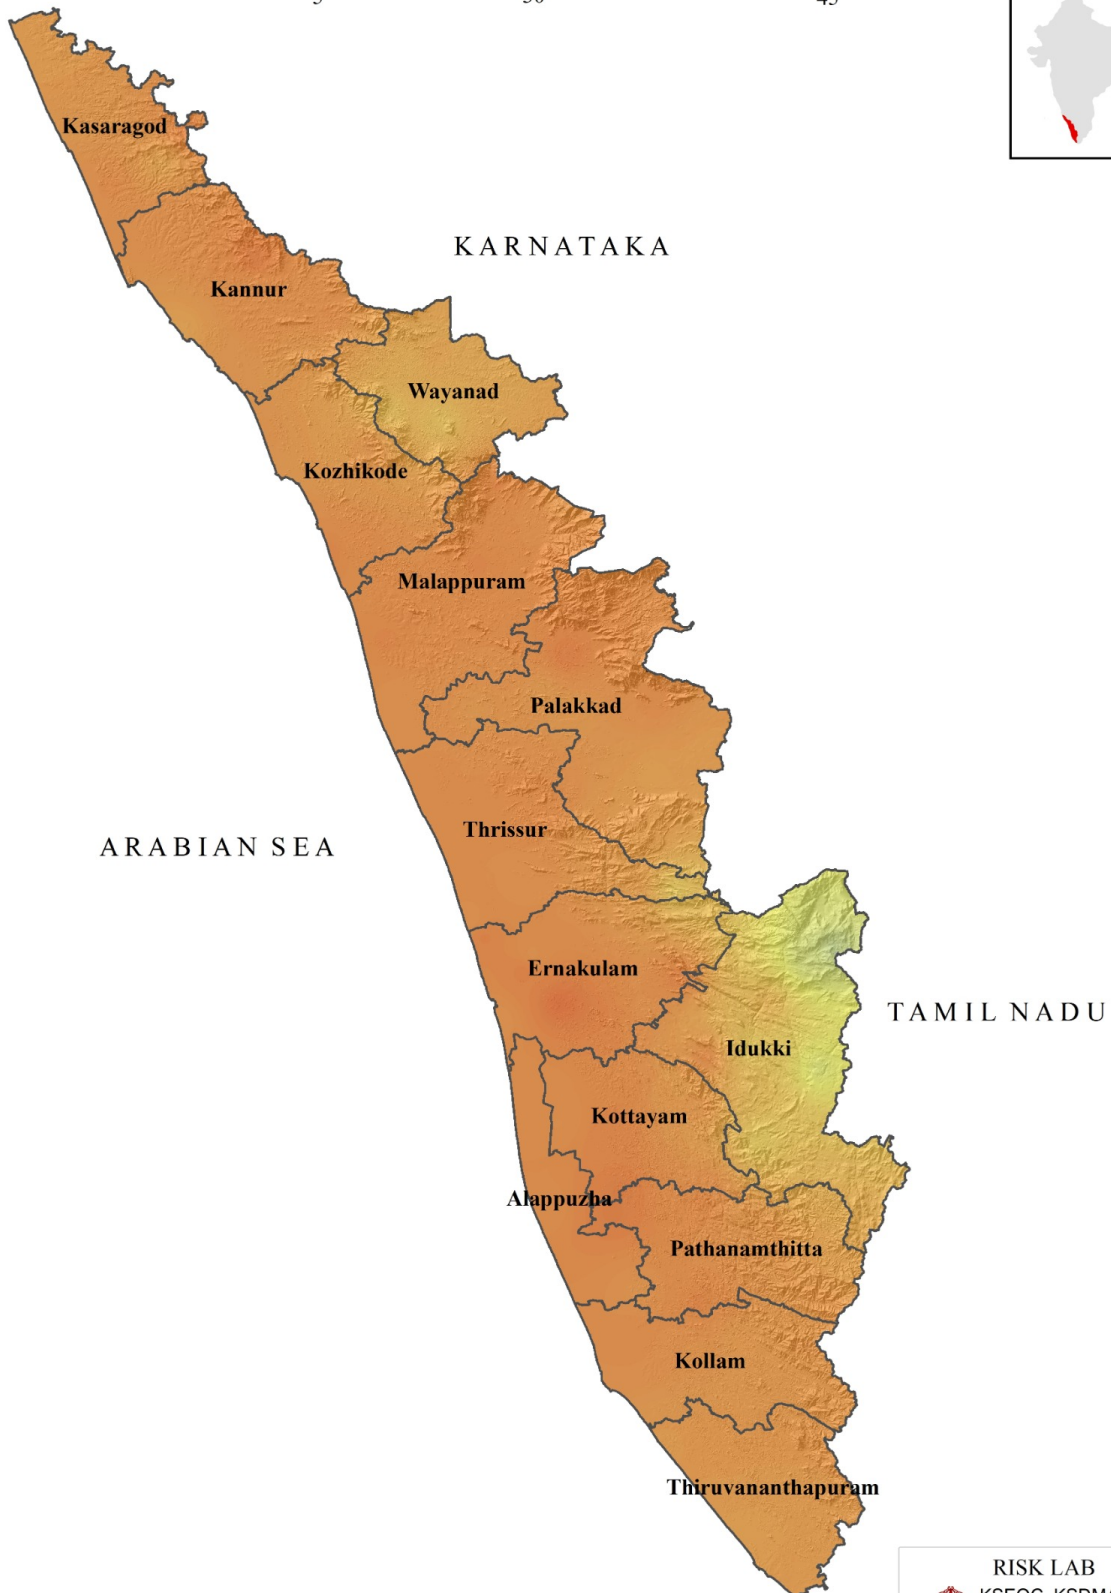 Kasaragod
KARNATAKA
Kannur
Wayanad
Kozhikode
Malappuram
Palakkad
Thrissur
ARABIAN SEA
Ernakulam
TAMIL NADU
Idukki
Kottayam
Alappuzha
Pathanamthitta
Kollam
Thiruvananthapuram
RISK LAB